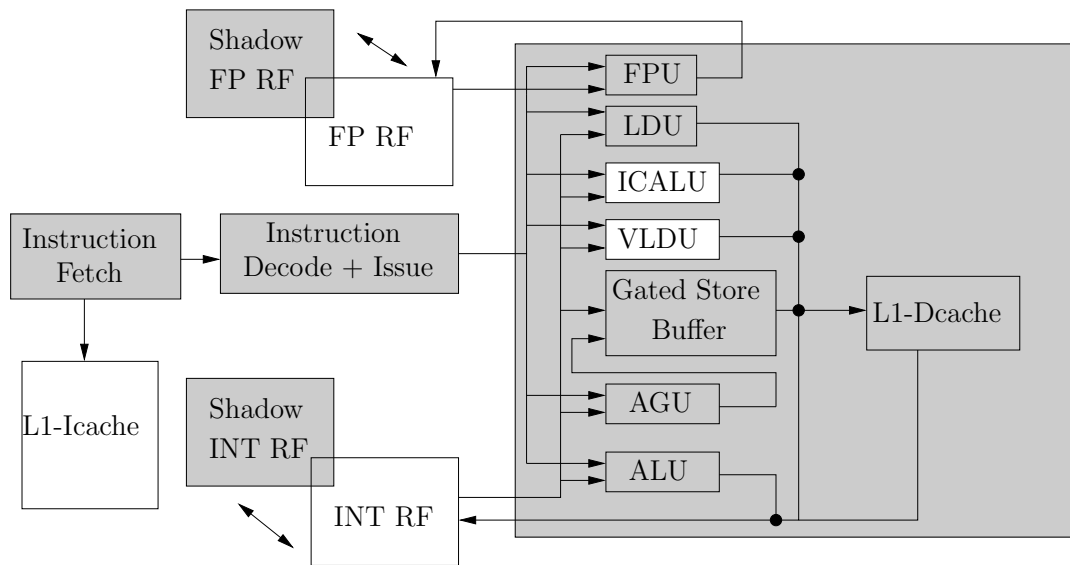 Shadow
FP RF
FP RF
FPU
LDU
ICALU
VLDU
Instruction
Fetch
Instruction
Decode + Issue
Gated Store
Buffer
L1-Dcache
L1-Icache
Shadow
INT RF
INT RF
AGU
ALU